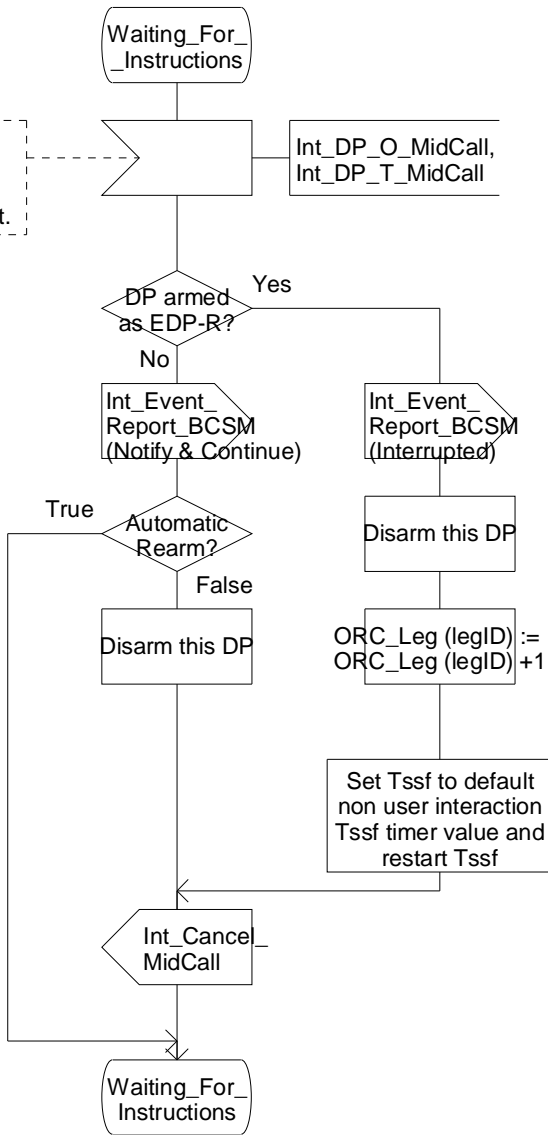 Waiting_For_
_Instructions
Int_DP_O_MidCall,
Int_DP_T_MidCall
t.
DP armed
as EDP-R?
Yes
No
Int_Event_
Report_BCSM
(Notify & Continue)
Int_Event_
Report_BCSM
(Interrupted)
True
Automatic
Rearm?
False
Disarm this DP
Disarm this DP
ORC_Leg (legID) :=
ORC_Leg (legID) +1
Set Tssf to default
non user interaction
Tssf timer value and
restart Tssf
Int_Cancel_
MidCall
Waiting_For_
Instructions